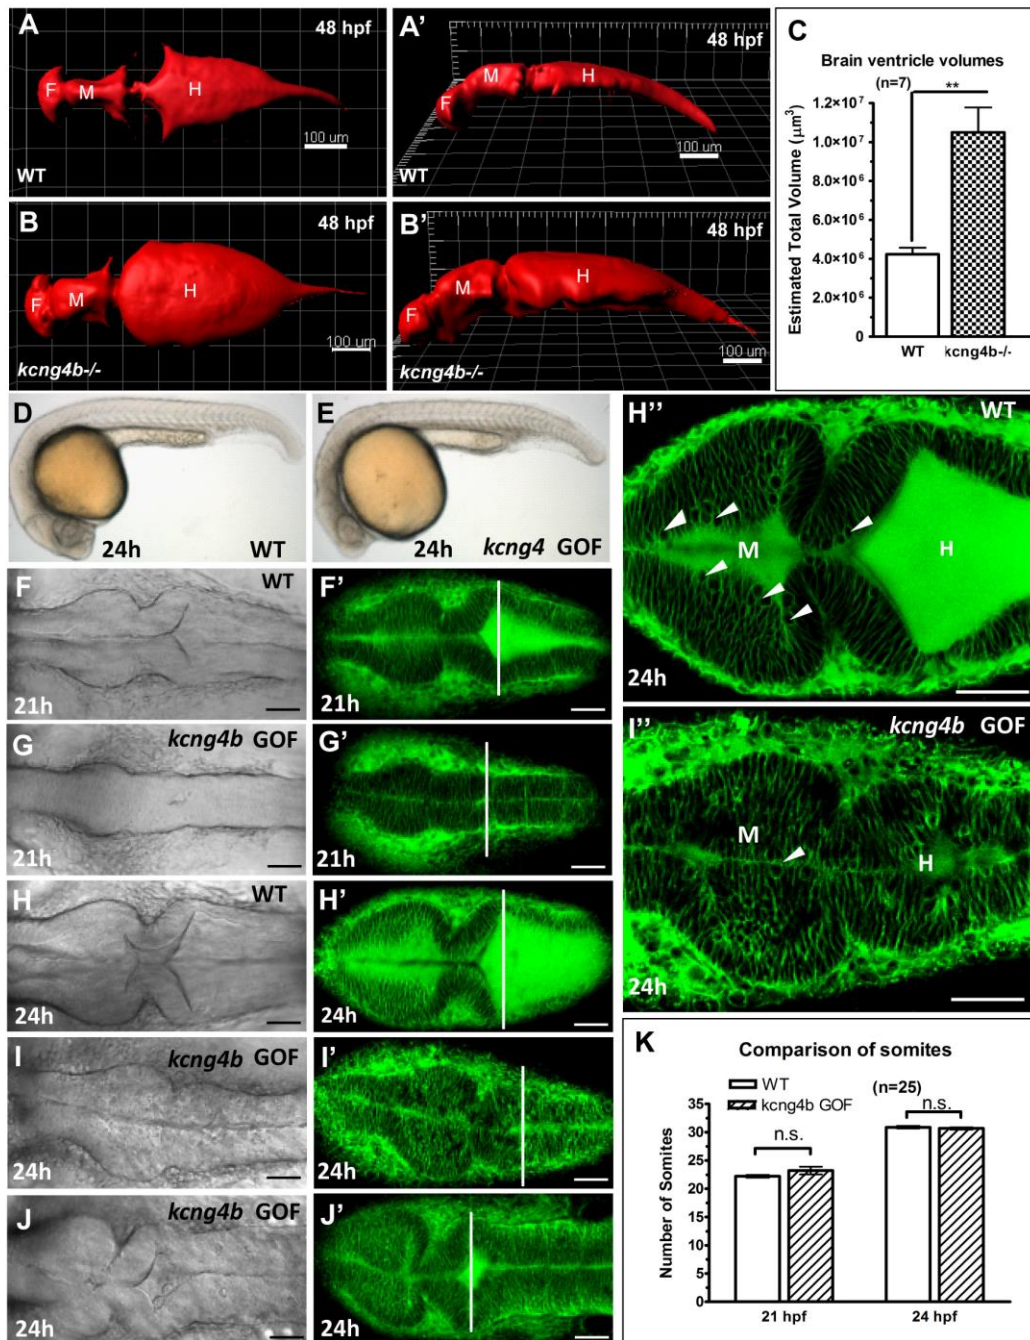 A
48 hpf
F
M
H
100 um
WT
A'
48 hpf
F
M
H
100 um
WT
B
48 hpf
F
M
H
100 um
kcng4b-/-
B'
48 hpf
F
M
H
100 um
kcng4b-/-
C
Brain ventricle volumes
(n=7)
**
Estimated Total Volume (μm³)
1.2×10⁷
1.0×10⁷
8.0×10⁶
6.0×10⁶
4.0×10⁶
2.0×10⁶
0
WT
kcng4b-/-
D
24h
WT
E
24h
kcng4 GOF
F
WT
21h
F'
21h
G
kcng4b GOF
21h
G'
21h
H
WT
24h
H'
24h
I
kcng4b GOF
24h
I'
24h
J
kcng4b GOF
24h
J'
24h
H''
WT
M
H
24h
I''
kcng4b GOF
M
H
24h
K
Comparison of somites
WT
kcng4b GOF
(n=25)
n.s.
n.s.
Number of Somites
35
30
25
20
15
10
5
0
21 hpf
24 hpf